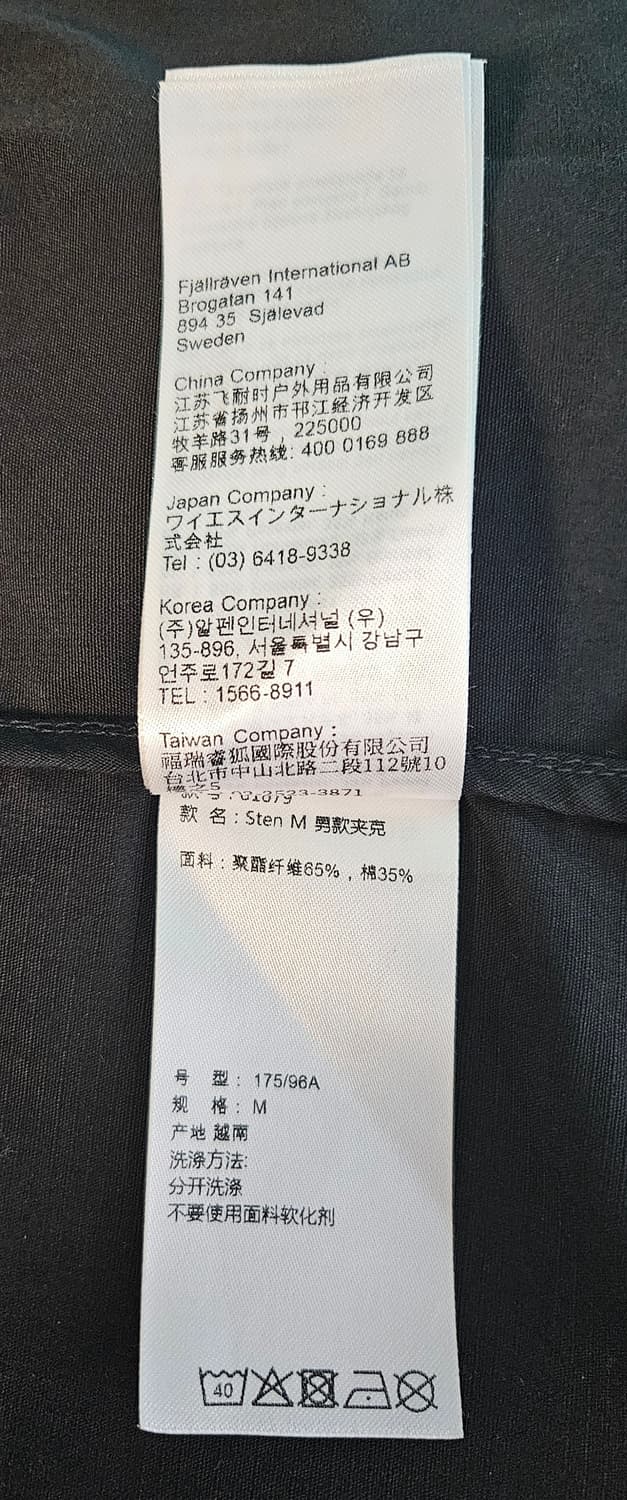 Fjällräven International AB
Brogatan 141
894 35 Själevad
Sweden
China Company :
江苏飞耐时户外用品有限公司
江苏省扬州市邗江经济开发区
牧羊路31号 , 225000
客服服务热线: 400 0169 888
Japan Company :
ワイエスインターナショナル株
式会社
Tel : (03) 6418-9338
Korea Company :
(주)알펜인터네셔널 (우)
135-896, 서울특별시 강남구
언주로172길 7
TEL : 1566-8911
Taiwan Company :
福瑞睿狐國際股份有限公司
台北市中山北路二段112號10
樓之5
款 名 : Sten M 男款夹克
面料 : 聚酯纤维65% , 棉35%
号 型 : 175/96A
规 格 : M
产地 越南
洗涤方法:
分开洗涤
不要使用面料软化剂
40